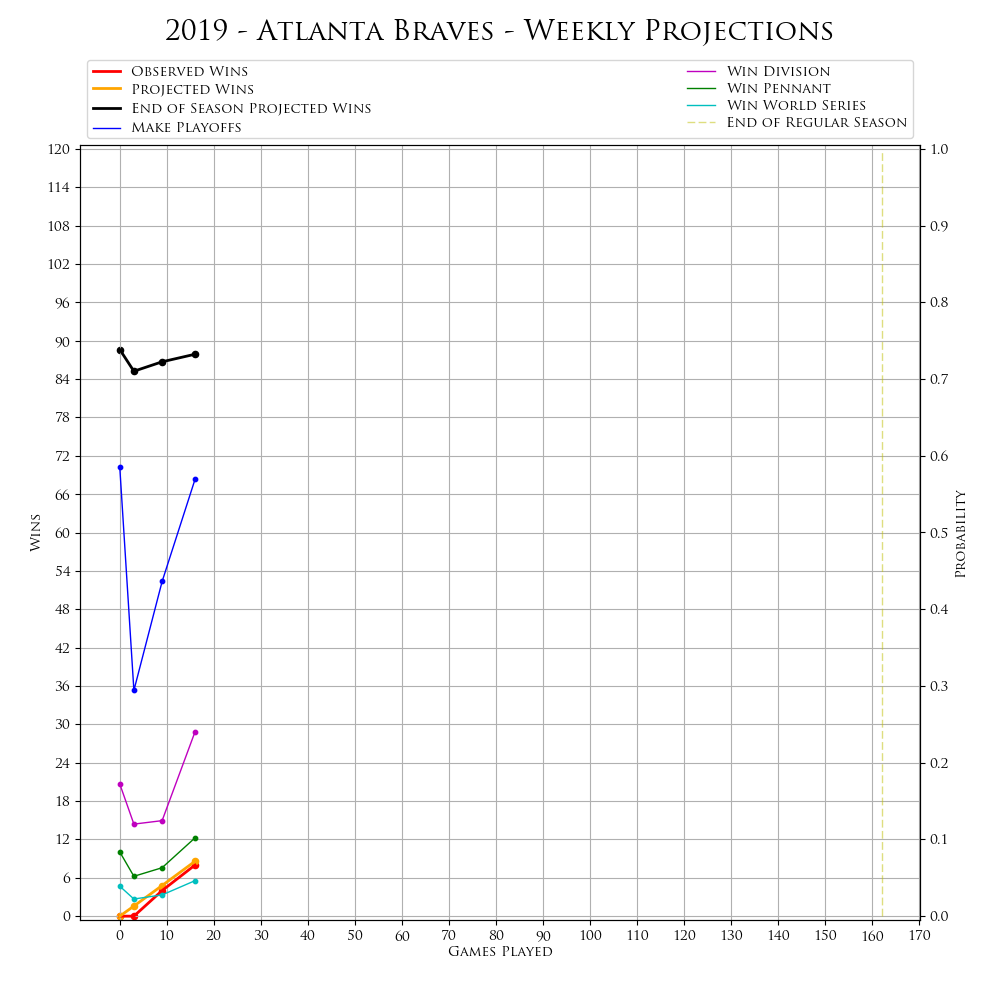 2019 - Atlanta Braves - Weekly Projections
Observed Wins
Projected Wins
End of Season Projected Wins
Make Playoffs
Win Division
Win Pennant
Win World Series
End of Regular Season
120
114
108
102
96
90
84
78
72
66
60
54
48
42
36
30
24
18
12
6
0
Wins
1.0
0.9
0.8
0.7
0.6
0.5
0.4
0.3
0.2
0.1
0.0
Probability
0 10 20 30 40 50 60 70 80 90 100 110 120 130 140 150 160 170
Games Played